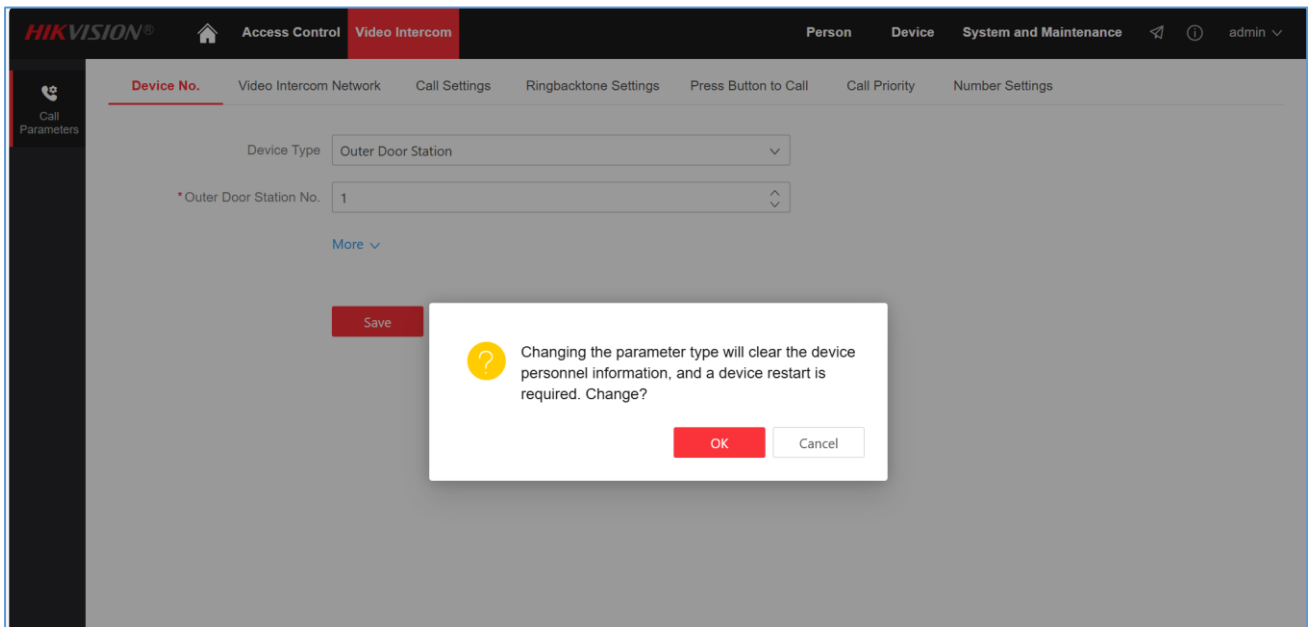 HIKVISION® Access Control Video Intercom Person Device System and Maintenance admin
Call
Parameters
Device No. Video Intercom Network Call Settings Ringbacktone Settings Press Button to Call Call Priority Number Settings
Device Type Outer Door Station
*Outer Door Station No. 1
More
Save
Changing the parameter type will clear the device
personnel information, and a device restart is
required. Change?
OK Cancel